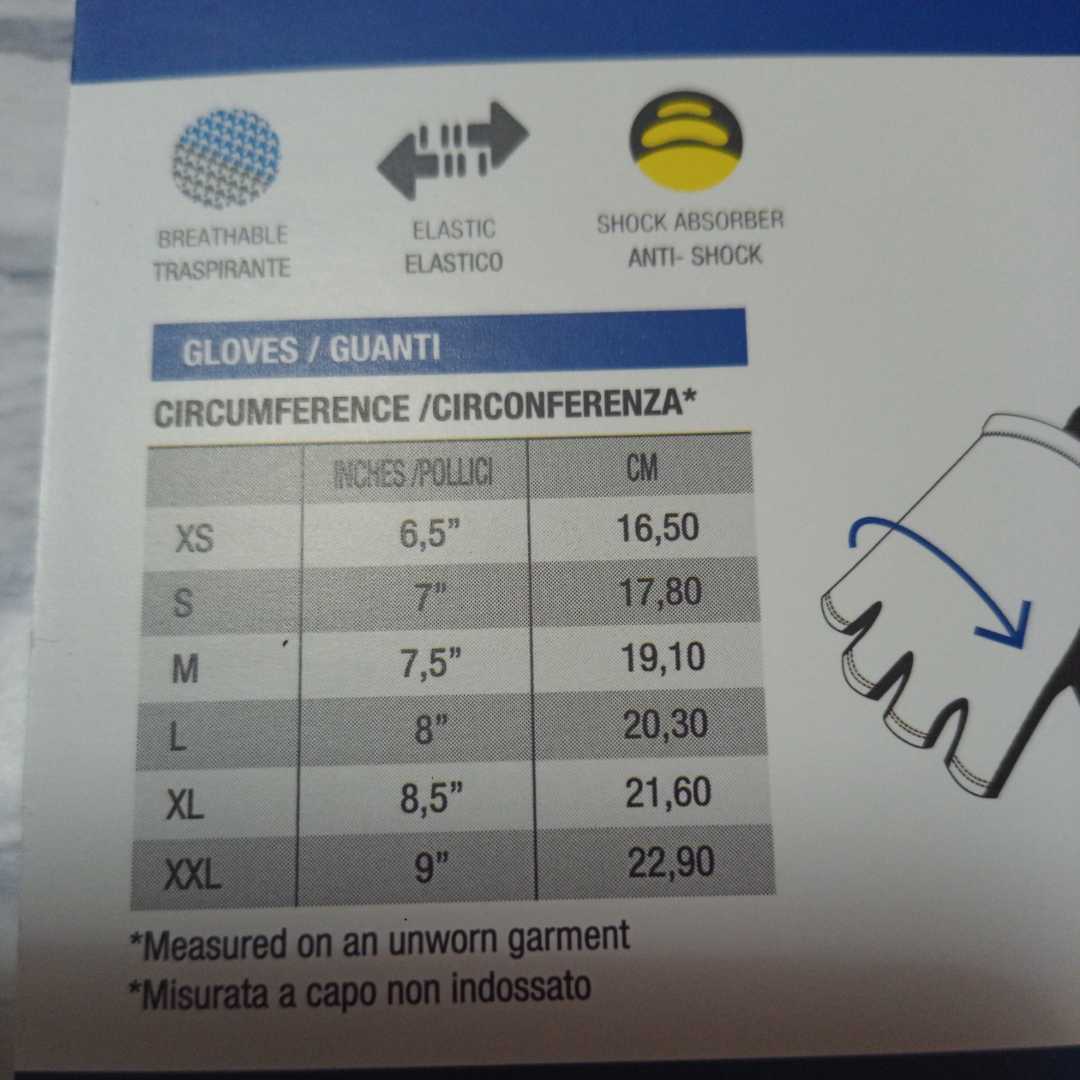 BREATHABLE
TRASPIRANTE
ELASTIC
ELASTICO
SHOCK ABSORBER
ANTI- SHOCK
GLOVES / GUANTI
CIRCUMFERENCE /CIRCONFERENZA*
INCHES /POLLICI CM
XS 6,5” 16,50
S 7” 17,80
M 7,5” 19,10
L 8” 20,30
XL 8,5” 21,60
XXL 9” 22,90
*Measured on an unworn garment
*Misurata a capo non indossato